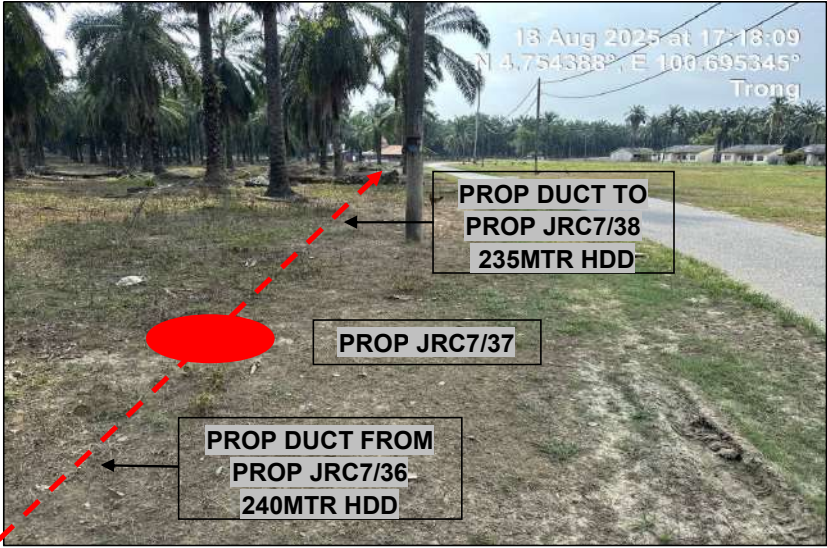 18 Aug 2025 at 17:18:09
N 4.754388°, E 100.695345°
Trong
PROP DUCT TO
PROP JRC7/38
235MTR HDD
PROP JRC7/37
PROP DUCT FROM
PROP JRC7/36
240MTR HDD